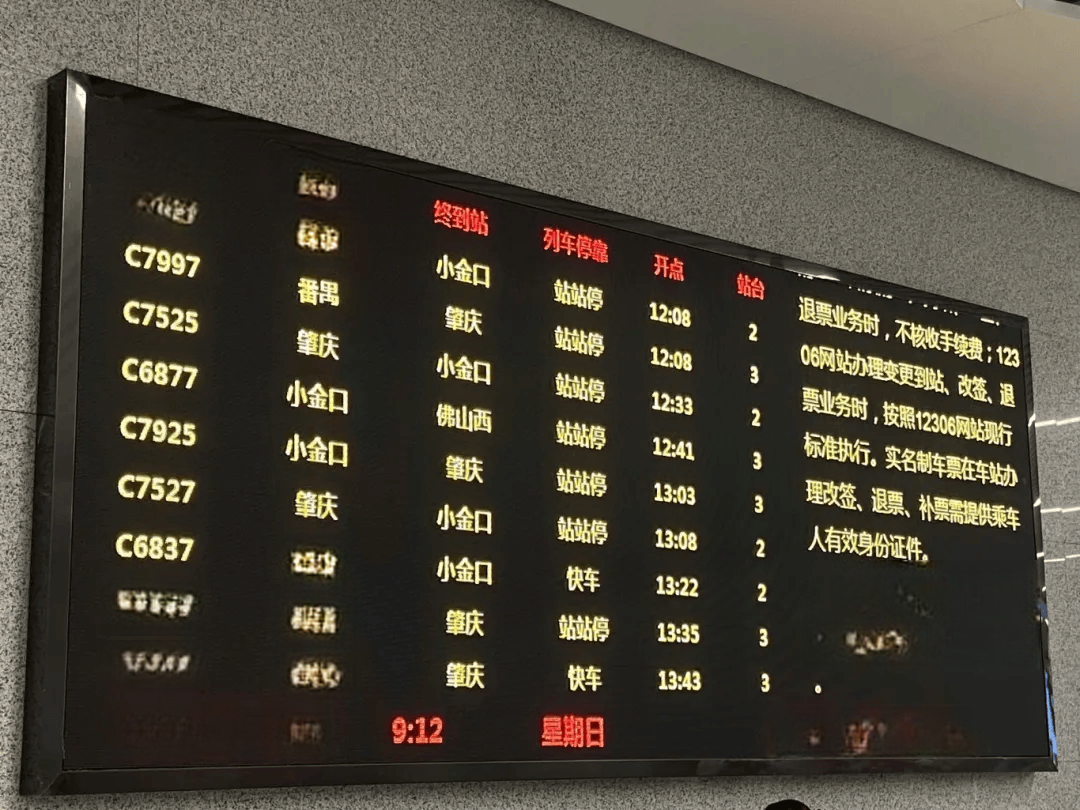 终到站 列车停靠 开点 站台
小金口 站站停 12:08 2
C7997 番禺 肇庆 站站停 12:08 3
C7525 肇庆 小金口 站站停 12:33 2
C6877 小金口 佛山西 站站停 12:41 3
C7925 小金口 肇庆 站站停 13:03 3
C7527 肇庆 小金口 站站停 13:08 2
C6837 小金口 快车 13:22 2
肇庆 站站停 13:35 3
肇庆 快车 13:43 3
退票业务时，不核收手续费；123
06网站办理变更到站、改签、退
票业务时，按照12306网站现行
标准执行。实名制车票在车站办
理改签、退票、补票需提供乘车
人有效身份证件。
。
9:12 星期日